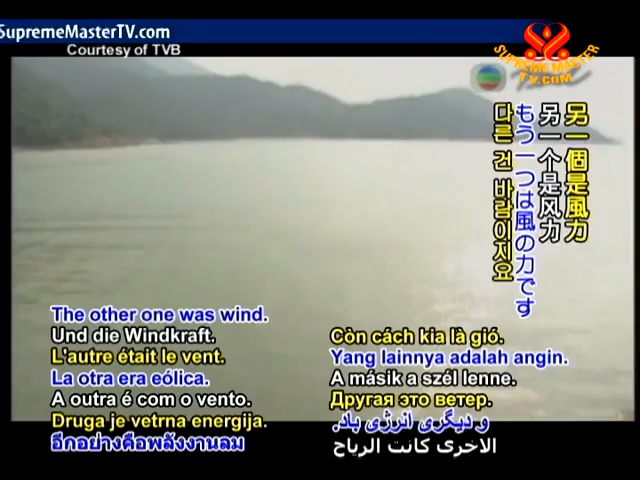 SupremeMasterTV.com
Courtesy of TVB
SUPREME MASTER
TV.COM
另一個是風力
另一个是风力
もう一つは風の力です
다른 건 바람이지요
The other one was wind.
Und die Windkraft.
L'autre était le vent.
La otra era eólica.
A outra é com o vento.
Druga je vetrna energija.
อีกอย่างคือพลังงานลม
Còn cách kia là gió.
Yang lainnya adalah angin.
A másik a szél lenne.
Другая это ветер.
و دیگری انرژی باد.
الاخرى كانت الرياح